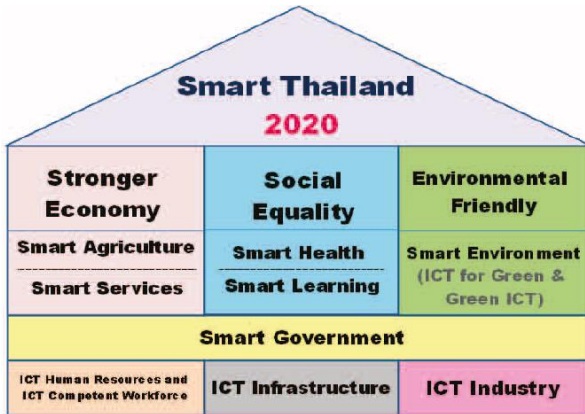 Smart Thailand
2020
Stronger
Economy
Social
Equality
Environmental
Friendly
Smart Agriculture
Smart Services
Smart Health
Smart Learning
Smart Environment
(ICT for Green &
Green ICT)
Smart Government
ICT Human Resources and
ICT Competent Workforce
ICT Infrastructure
ICT Industry